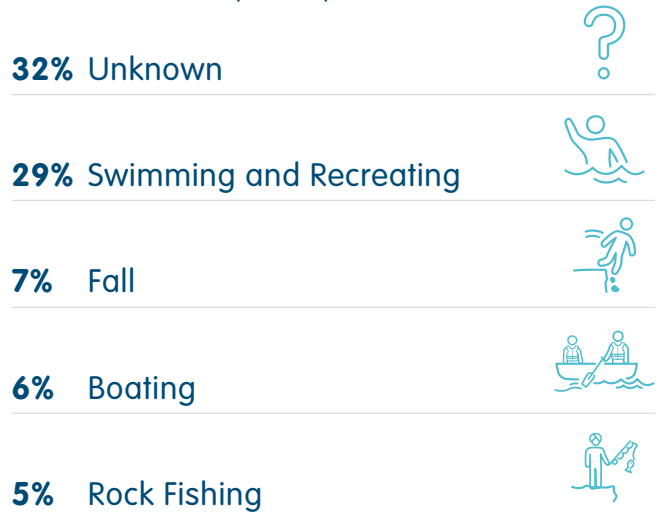 32% Unknown
29% Swimming and Recreating
7% Fall
6% Boating
5% Rock Fishing